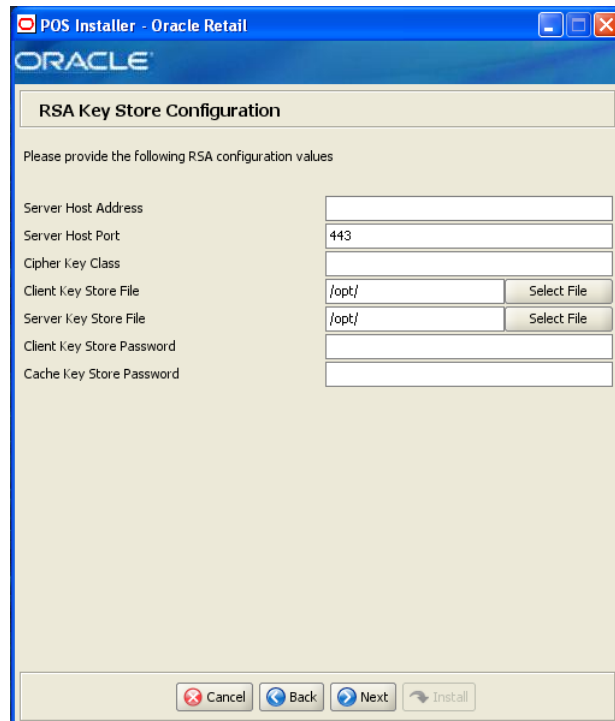 POS Installer - Oracle Retail
ORACLE
RSA Key Store Configuration
Please provide the following RSA configuration values
Server Host Address
Server Host Port 443
Cipher Key Class
Client Key Store File /opt/ Select File
Server Key Store File /opt/ Select File
Client Key Store Password
Cache Key Store Password
Cancel Back Next Install